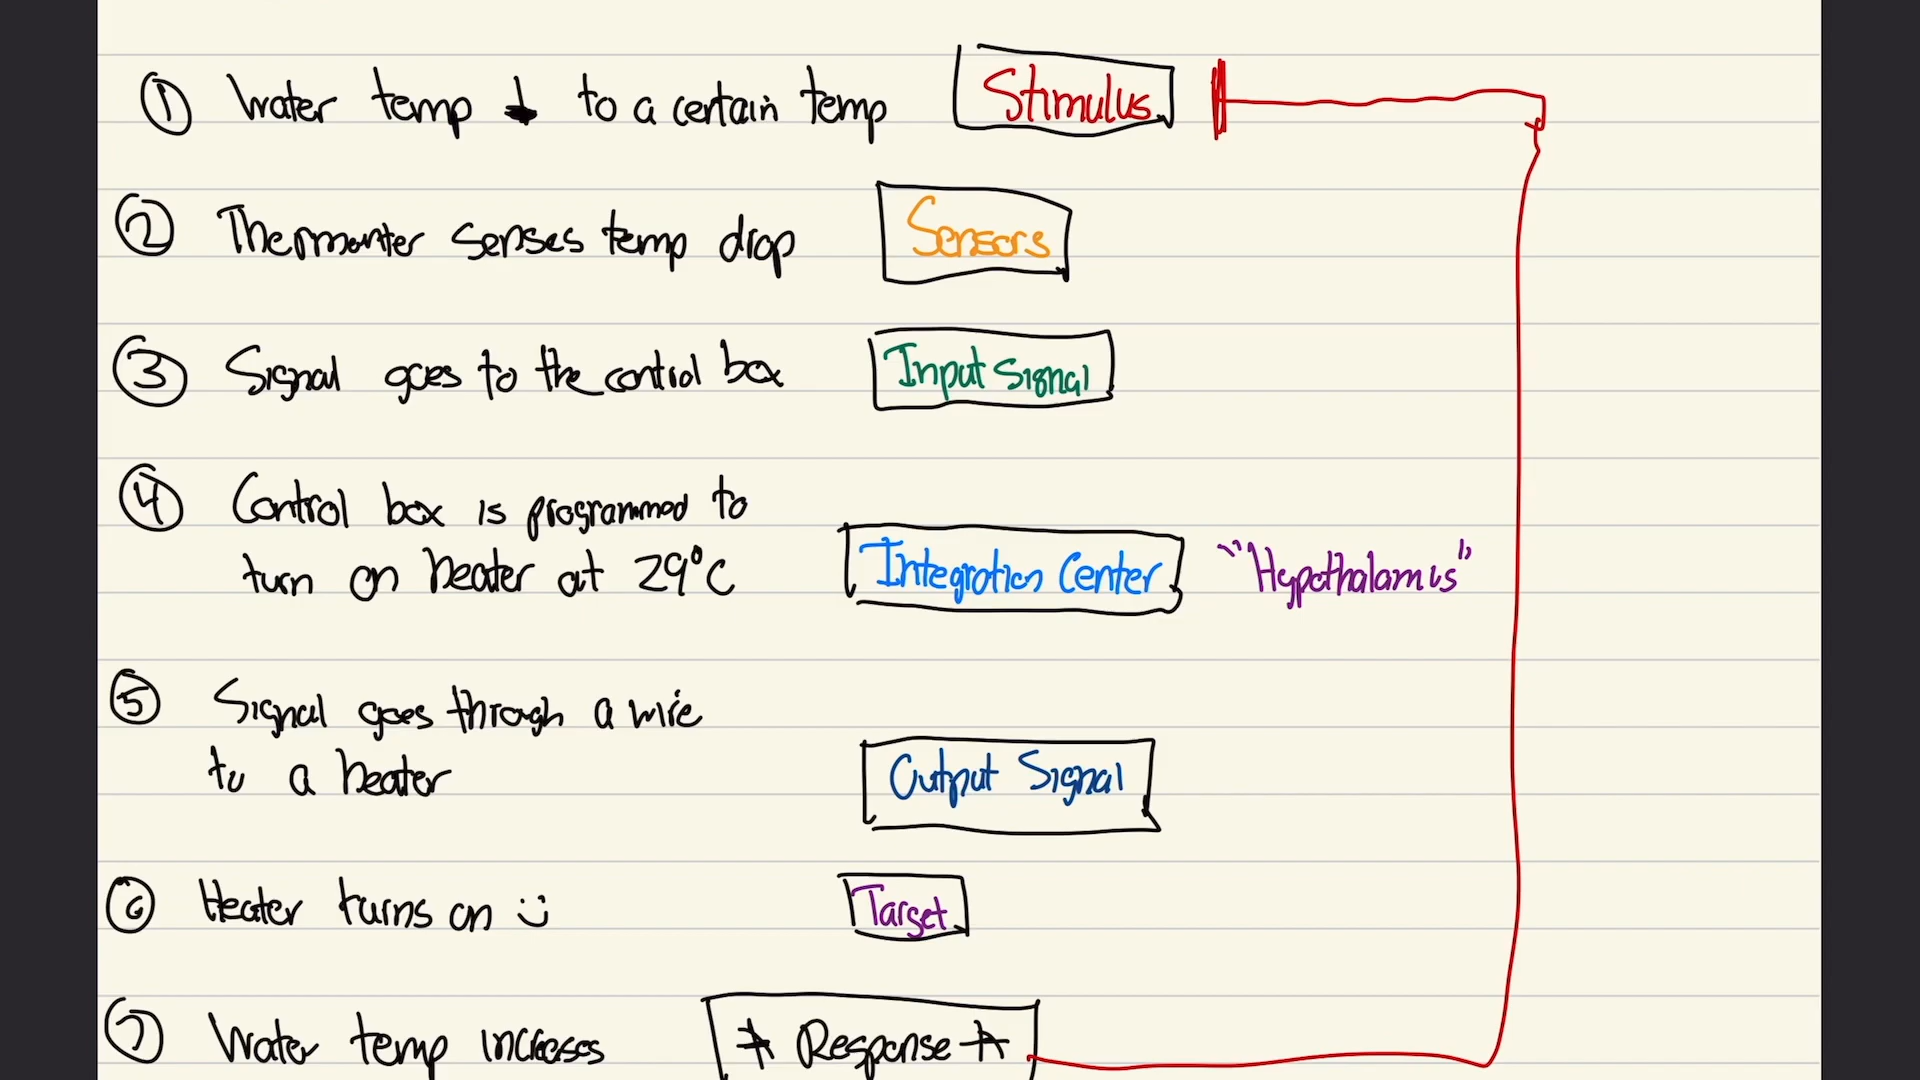 ① Water temp ↓ to a certain temp Stimulus
② Thermometer senses temp drop Sensors
③ Signal goes to the control box Input Signal
④ Control box is programmed to
turn on heater at 29°C Integration Center "Hypothalamus"
⑤ Signal goes through a wire
to a heater Output Signal
⑥ Heater turns on :) Target
⑦ Water temp increases * Response *